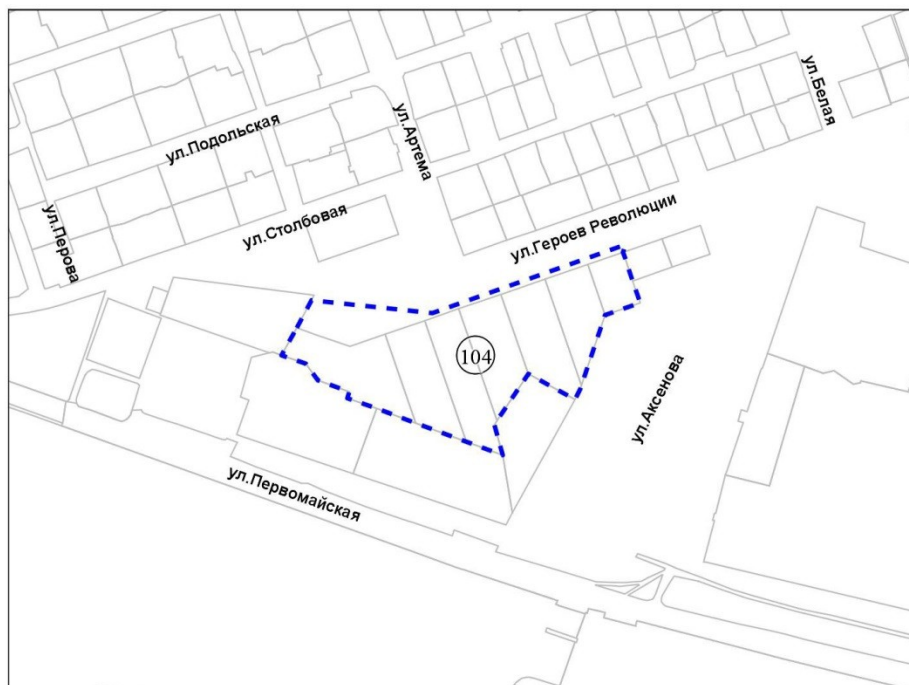 ул.Белая
ул.Подольская
ул.Артема
ул.Перова
ул.Столбовая
ул.Героев Революции
104
ул.Аксенова
ул.Первомайская